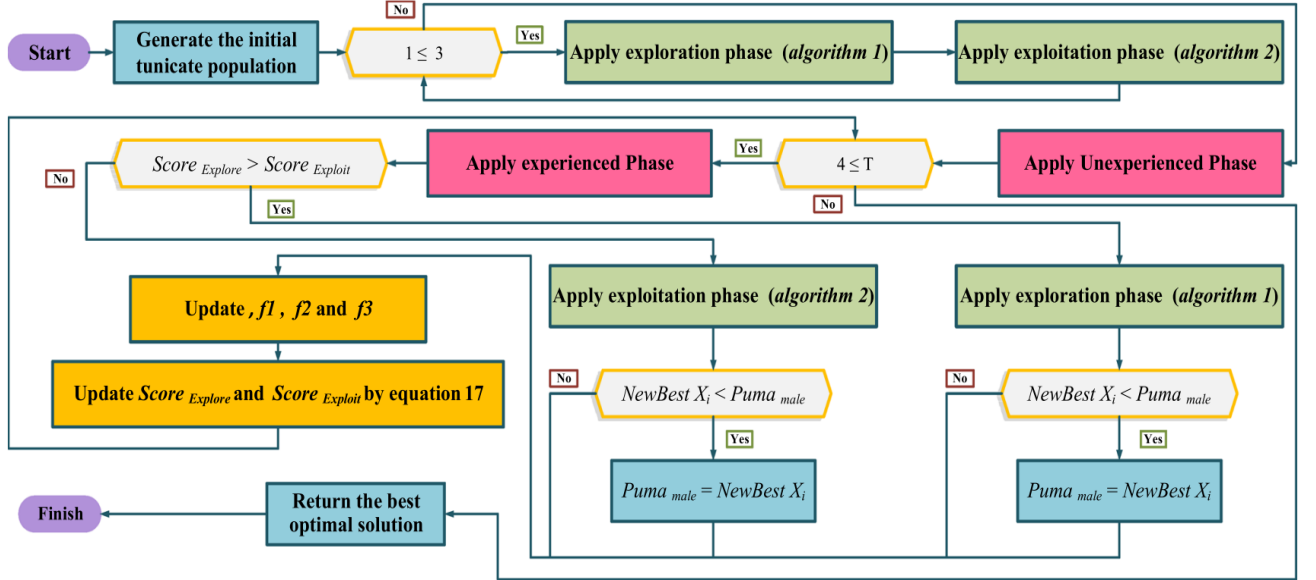 No
Start
Generate the initial
tunicate population
1 ≤ 3
Yes
Apply exploration phase (algorithm 1)
Apply exploitation phase (algorithm 2)
Score Explore > Score Exploit
Yes
Apply experienced Phase
4 ≤ T
Apply Unexperienced Phase
No
Yes
No
Update , f1 , f2 and f3
Apply exploitation phase (algorithm 2)
Apply exploration phase (algorithm 1)
Update Score Explore and Score Exploit by equation 17
No
NewBest Xi < Puma male
No
NewBest Xi < Puma male
Yes
Yes
Puma male = NewBest Xi
Puma male = NewBest Xi
Finish
Return the best
optimal solution